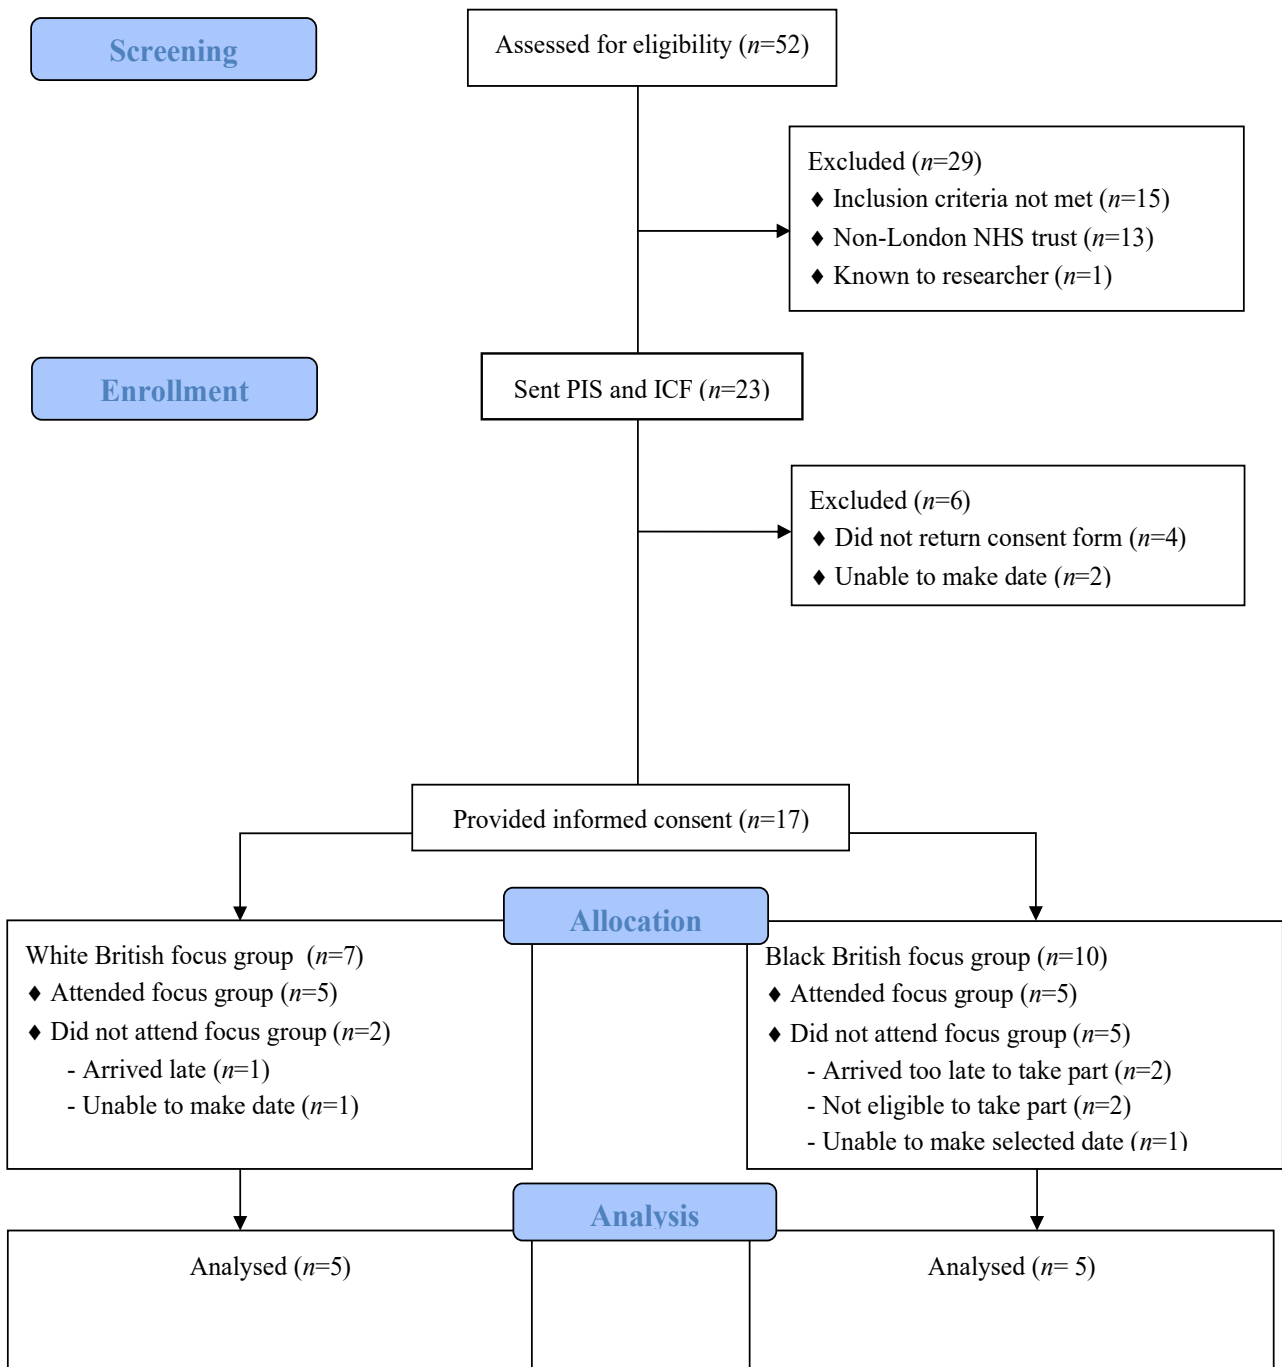 Screening
Assessed for eligibility (n=52)
Excluded (n=29)
♦ Inclusion criteria not met (n=15)
♦ Non-London NHS trust (n=13)
♦ Known to researcher (n=1)
Enrollment
Sent PIS and ICF (n=23)
Excluded (n=6)
♦ Did not return consent form (n=4)
♦ Unable to make date (n=2)
Provided informed consent (n=17)
Allocation
White British focus group (n=7)
♦ Attended focus group (n=5)
♦ Did not attend focus group (n=2)
- Arrived late (n=1)
- Unable to make date (n=1)
Black British focus group (n=10)
♦ Attended focus group (n=5)
♦ Did not attend focus group (n=5)
- Arrived too late to take part (n=2)
- Not eligible to take part (n=2)
- Unable to make selected date (n=1)
Analysis
Analysed (n=5)
Analysed (n= 5)